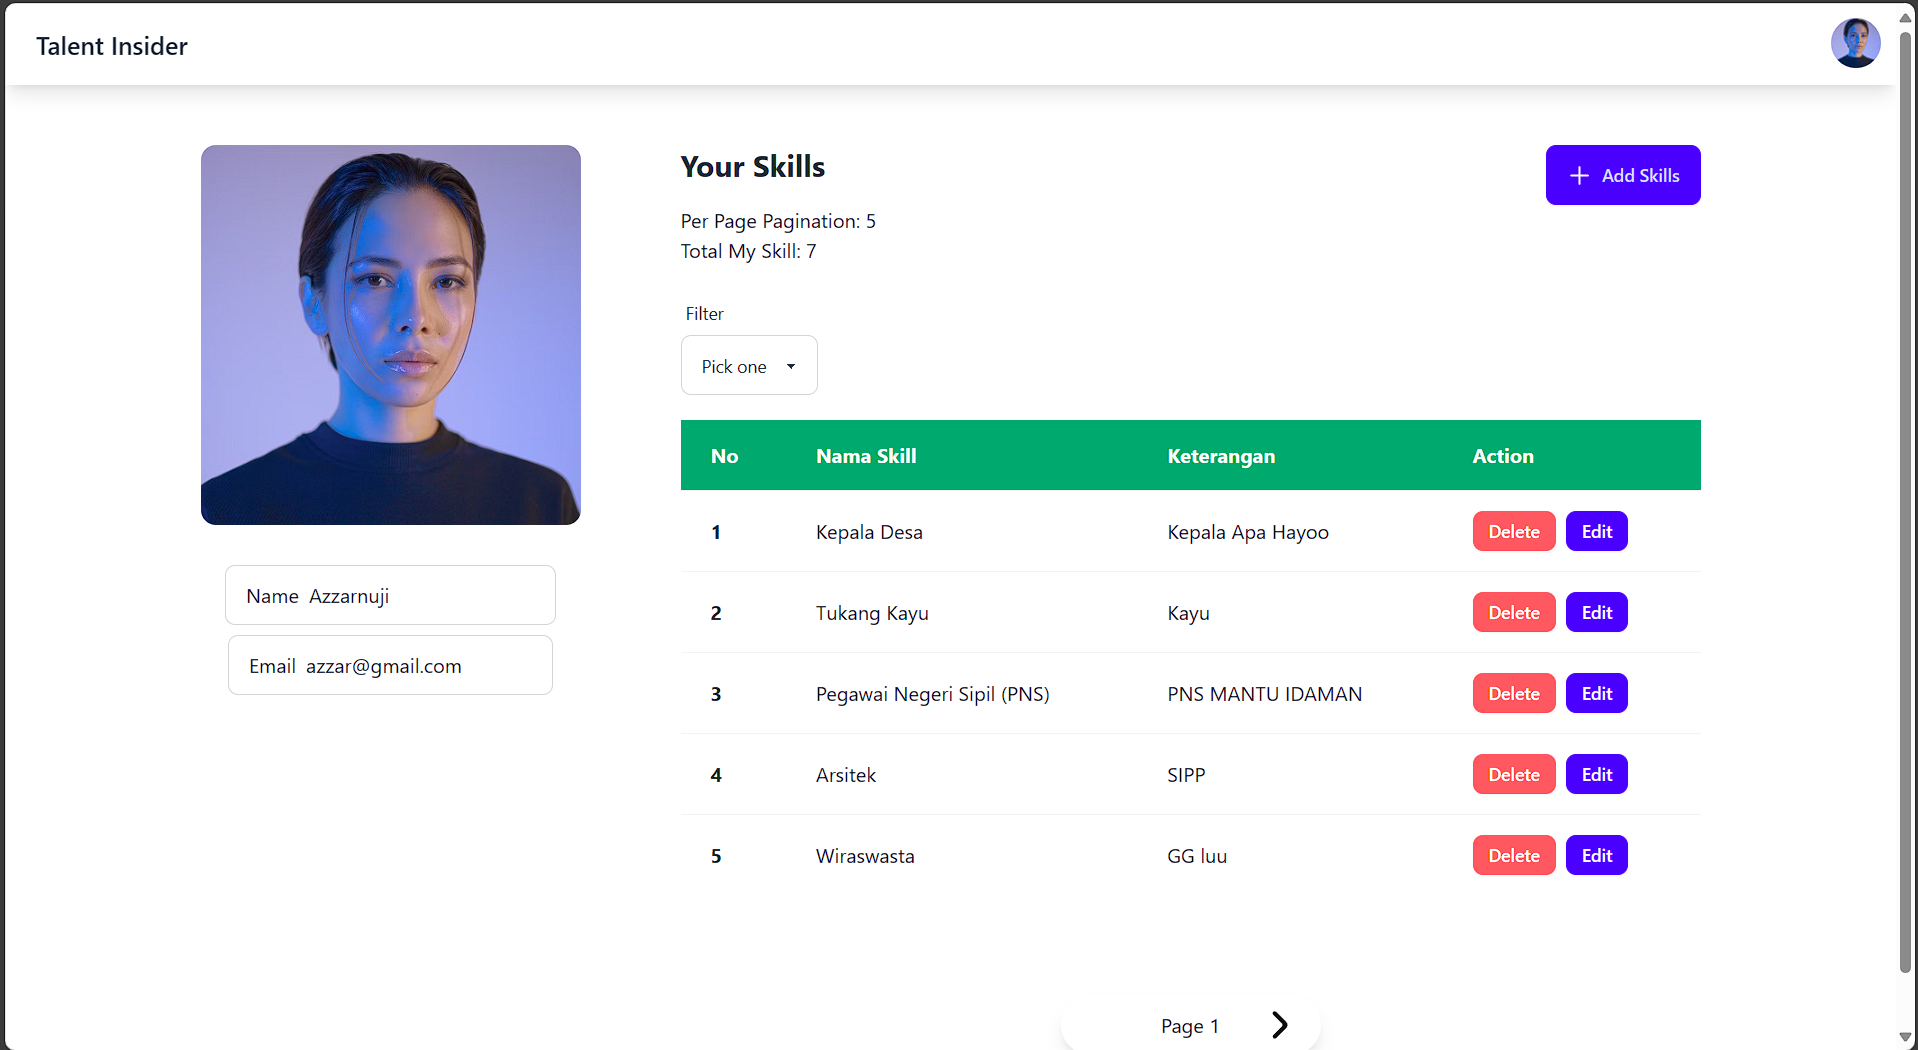 Talent Insider
Name Azzarnuji
Email azzar@gmail.com
Your Skills
Add Skills
Per Page Pagination: 5
Total My Skill: 7
Filter
Pick one
No Nama Skill Keterangan Action
1 Kepala Desa Kepala Apa Hayoo Delete Edit
2 Tukang Kayu Kayu Delete Edit
3 Pegawai Negeri Sipil (PNS) PNS MANTU IDAMAN Delete Edit
4 Arsitek SIPP Delete Edit
5 Wiraswasta GG luu Delete Edit
Page 1